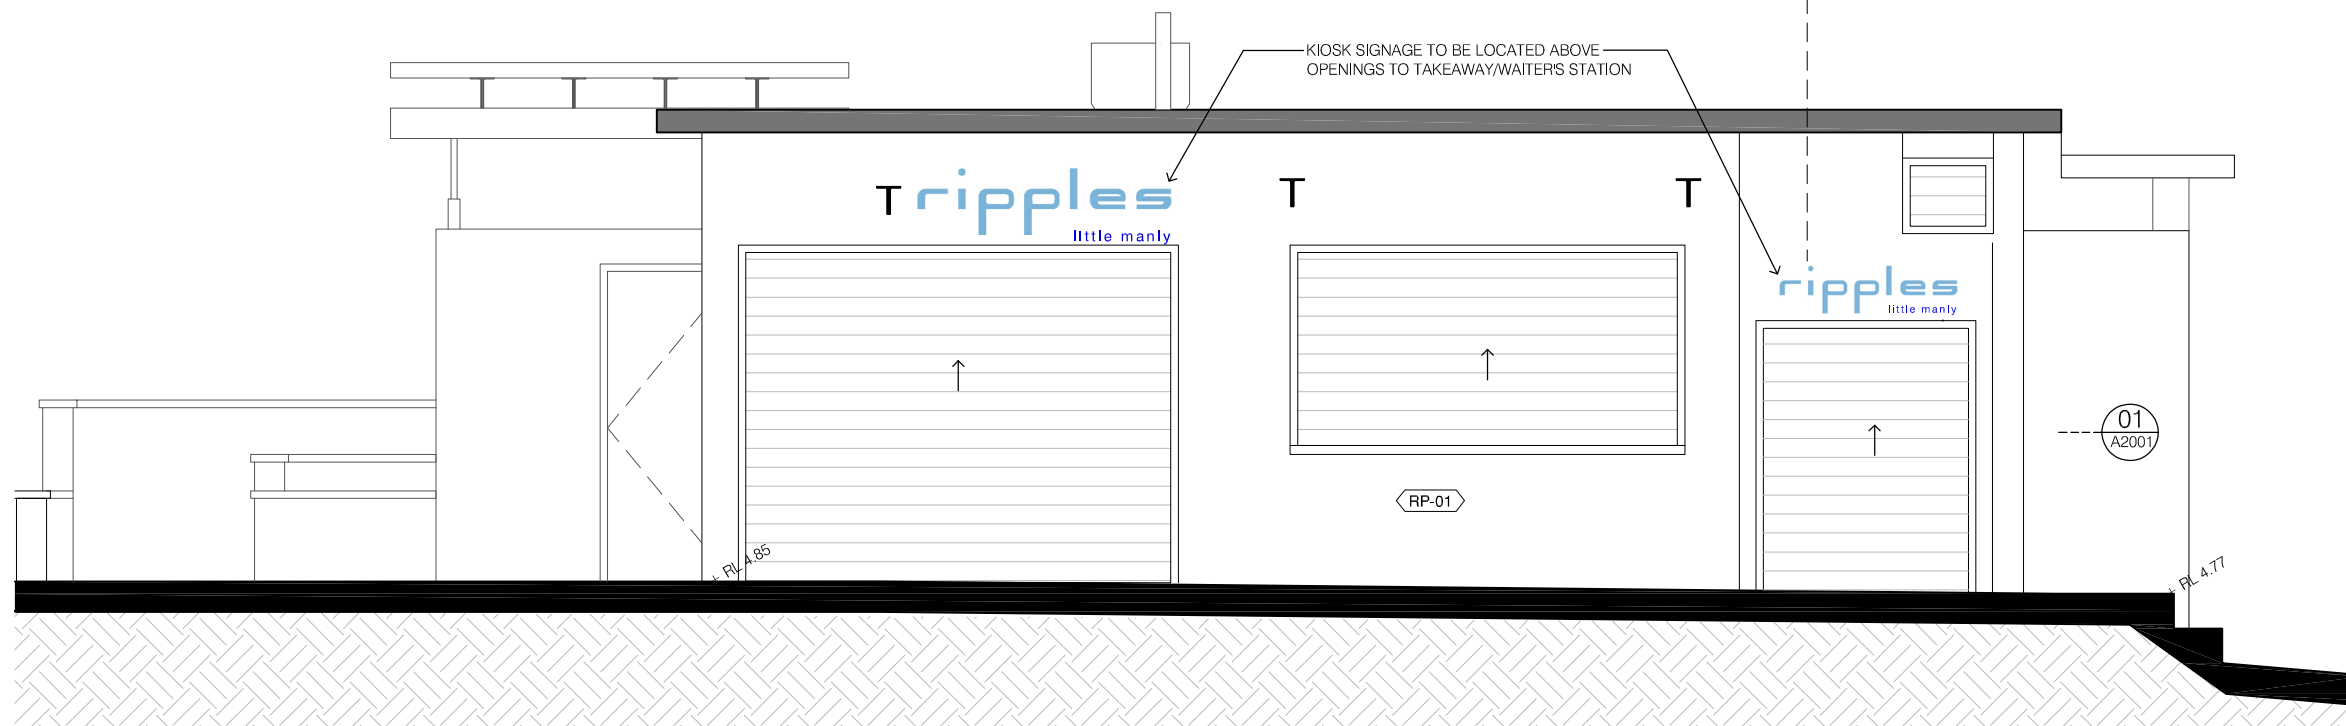 KIOSK SIGNAGE TO BE LOCATED ABOVE
OPENINGS TO TAKEAWAY/WAITER'S STATION
T ripples T T
little manly
ripples
little manly
01
A2001
RP-01
+ RL 4.85
+ RL 4.77